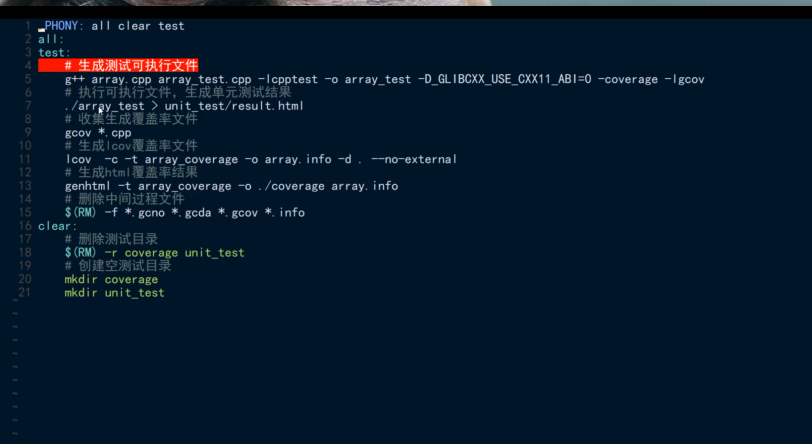 1 .PHONY: all clear test
2 all:
3 test:
4 # 生成测试可执行文件
5 g++ array.cpp array_test.cpp -lcpptest -o array_test -D_GLIBCXX_USE_CXX11_ABI=0 -coverage -lgcov
6 # 执行可执行文件，生成单元测试结果
7 ./array_test > unit_test/result.html
8 # 收集生成覆盖率文件
9 gcov *.cpp
10 # 生成lcov覆盖率文件
11 lcov -c -t array_coverage -o array.info -d . --no-external
12 # 生成html覆盖率结果
13 genhtml -t array_coverage -o ./coverage array.info
14 # 删除中间过程文件
15 $(RM) -f *.gcno *.gcda *.gcov *.info
16 clear:
17 # 删除测试目录
18 $(RM) -r coverage unit_test
19 # 创建空测试目录
20 mkdir coverage
21 mkdir unit_test
~
~
~
~
~
~
~
~
~
~
~